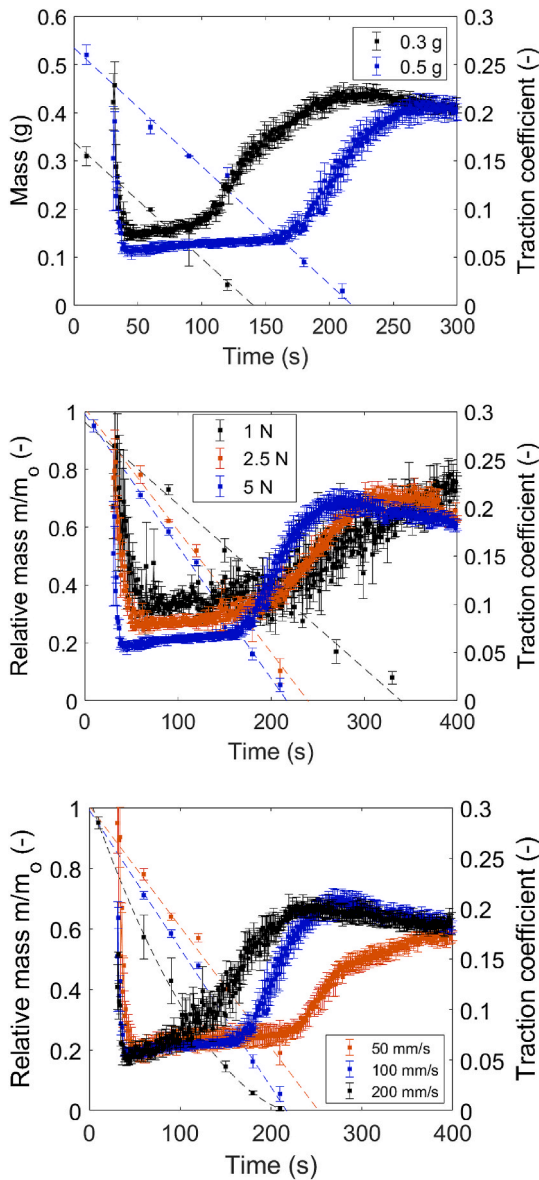 0.6
0.5
0.4
0.3
0.2
0.1
0
Mass (g)
0.3 g
0.5 g
0.3
0.25
0.2
0.15
0.1
0.05
0
Traction coefficient (-)
0 50 100 150 200 250 300
Time (s)
1
0.8
0.6
0.4
0.2
0
Relative mass m/mo (-)
1 N
2.5 N
5 N
0.3
0.25
0.2
0.15
0.1
0.05
0
Traction coefficient (-)
0 100 200 300 400
Time (s)
1
0.8
0.6
0.4
0.2
0
Relative mass m/mo (-)
50 mm/s
100 mm/s
200 mm/s
0.3
0.25
0.2
0.15
0.1
0.05
0
Traction coefficient (-)
0 100 200 300 400
Time (s)